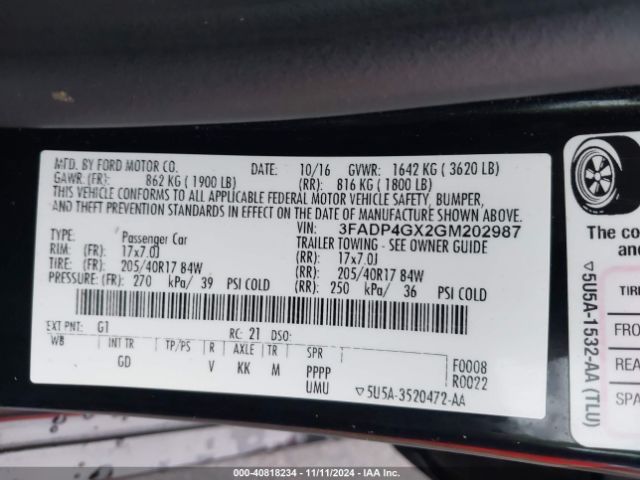 MFD. BY FORD MOTOR CO. DATE: 10/16 GVWR: 1642 KG ( 3620 LB)
GAWR. (FR): 862 KG ( 1900 LB) (RR): 816 KG ( 1800 LB)
THIS VEHICLE CONFORMS TO ALL APPLICABLE FEDERAL MOTOR VEHICLE SAFETY, BUMPER,
AND THEFT PREVENTION STANDARDS IN EFFECT ON THE DATE OF MANUFACTURE SHOWN ABOVE.
VIN: 3FADP4GX2GM202987
TYPE: Passenger Car TRAILER TOWING - SEE OWNER GUIDE
RIM: (FR): 17x7.0J (RR): 17x7.0J
TIRE: (FR): 205/40R17 84W (RR): 205/40R17 84W
PRESSURE: (FR): 270 kPa/ 39 PSI COLD (RR): 250 kPa/ 36 PSI COLD
EXT PNT: G1 RC: 21 DSO:
WB INT TR TP/PS R AXLE TR SPR
GD V KK M PPPP UMU
F0008
R0022
▽5U5A-3520472-AA
The co
or
▽5U5A-1532-AA (TLU)
TIRE
FRO
REA
SPA
000-40818234 - 11/11/2024 - IAA Inc.